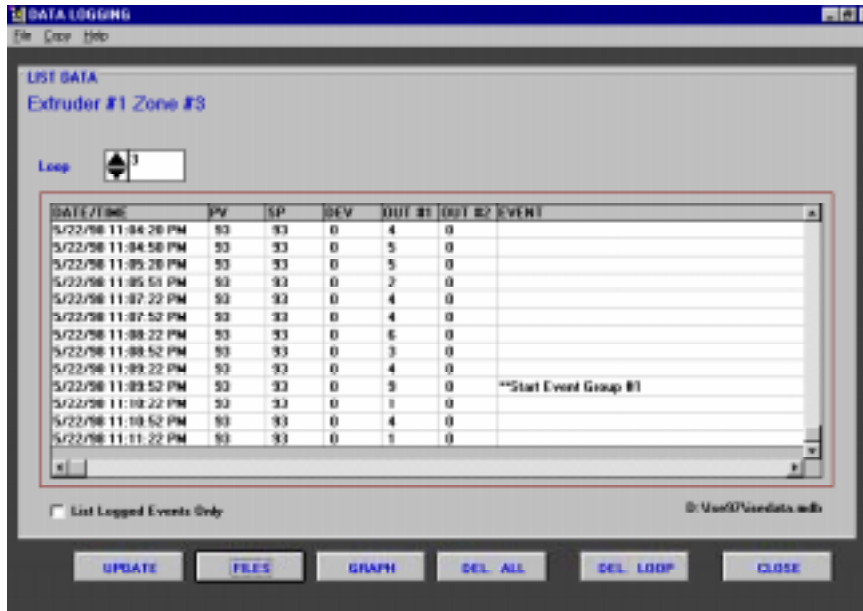 DATA LOGGING
File Copy Help
LIST DATA
Extruder #1 Zone #3
Loop 3
DATE/TIME PV SP DEV OUT #1 OUT #2 EVENT
5/22/98 11:04:20 PM 93 93 0 4 0
5/22/98 11:04:50 PM 93 93 0 5 0
5/22/98 11:05:20 PM 93 93 0 5 0
5/22/98 11:05:51 PM 93 93 0 2 0
5/22/98 11:07:22 PM 93 93 0 4 0
5/22/98 11:07:52 PM 93 93 0 4 0
5/22/98 11:08:22 PM 93 93 0 6 0
5/22/98 11:08:52 PM 93 93 0 3 0
5/22/98 11:09:22 PM 93 93 0 4 0
5/22/98 11:09:52 PM 93 93 0 9 0 **Start Event Group #1
5/22/98 11:10:22 PM 93 93 0 1 0
5/22/98 11:10:52 PM 93 93 0 4 0
5/22/98 11:11:22 PM 93 93 0 1 0
List Logged Events Only
UPDATE FILES GRAPH DEL. ALL DEL. LOOP CLOSE